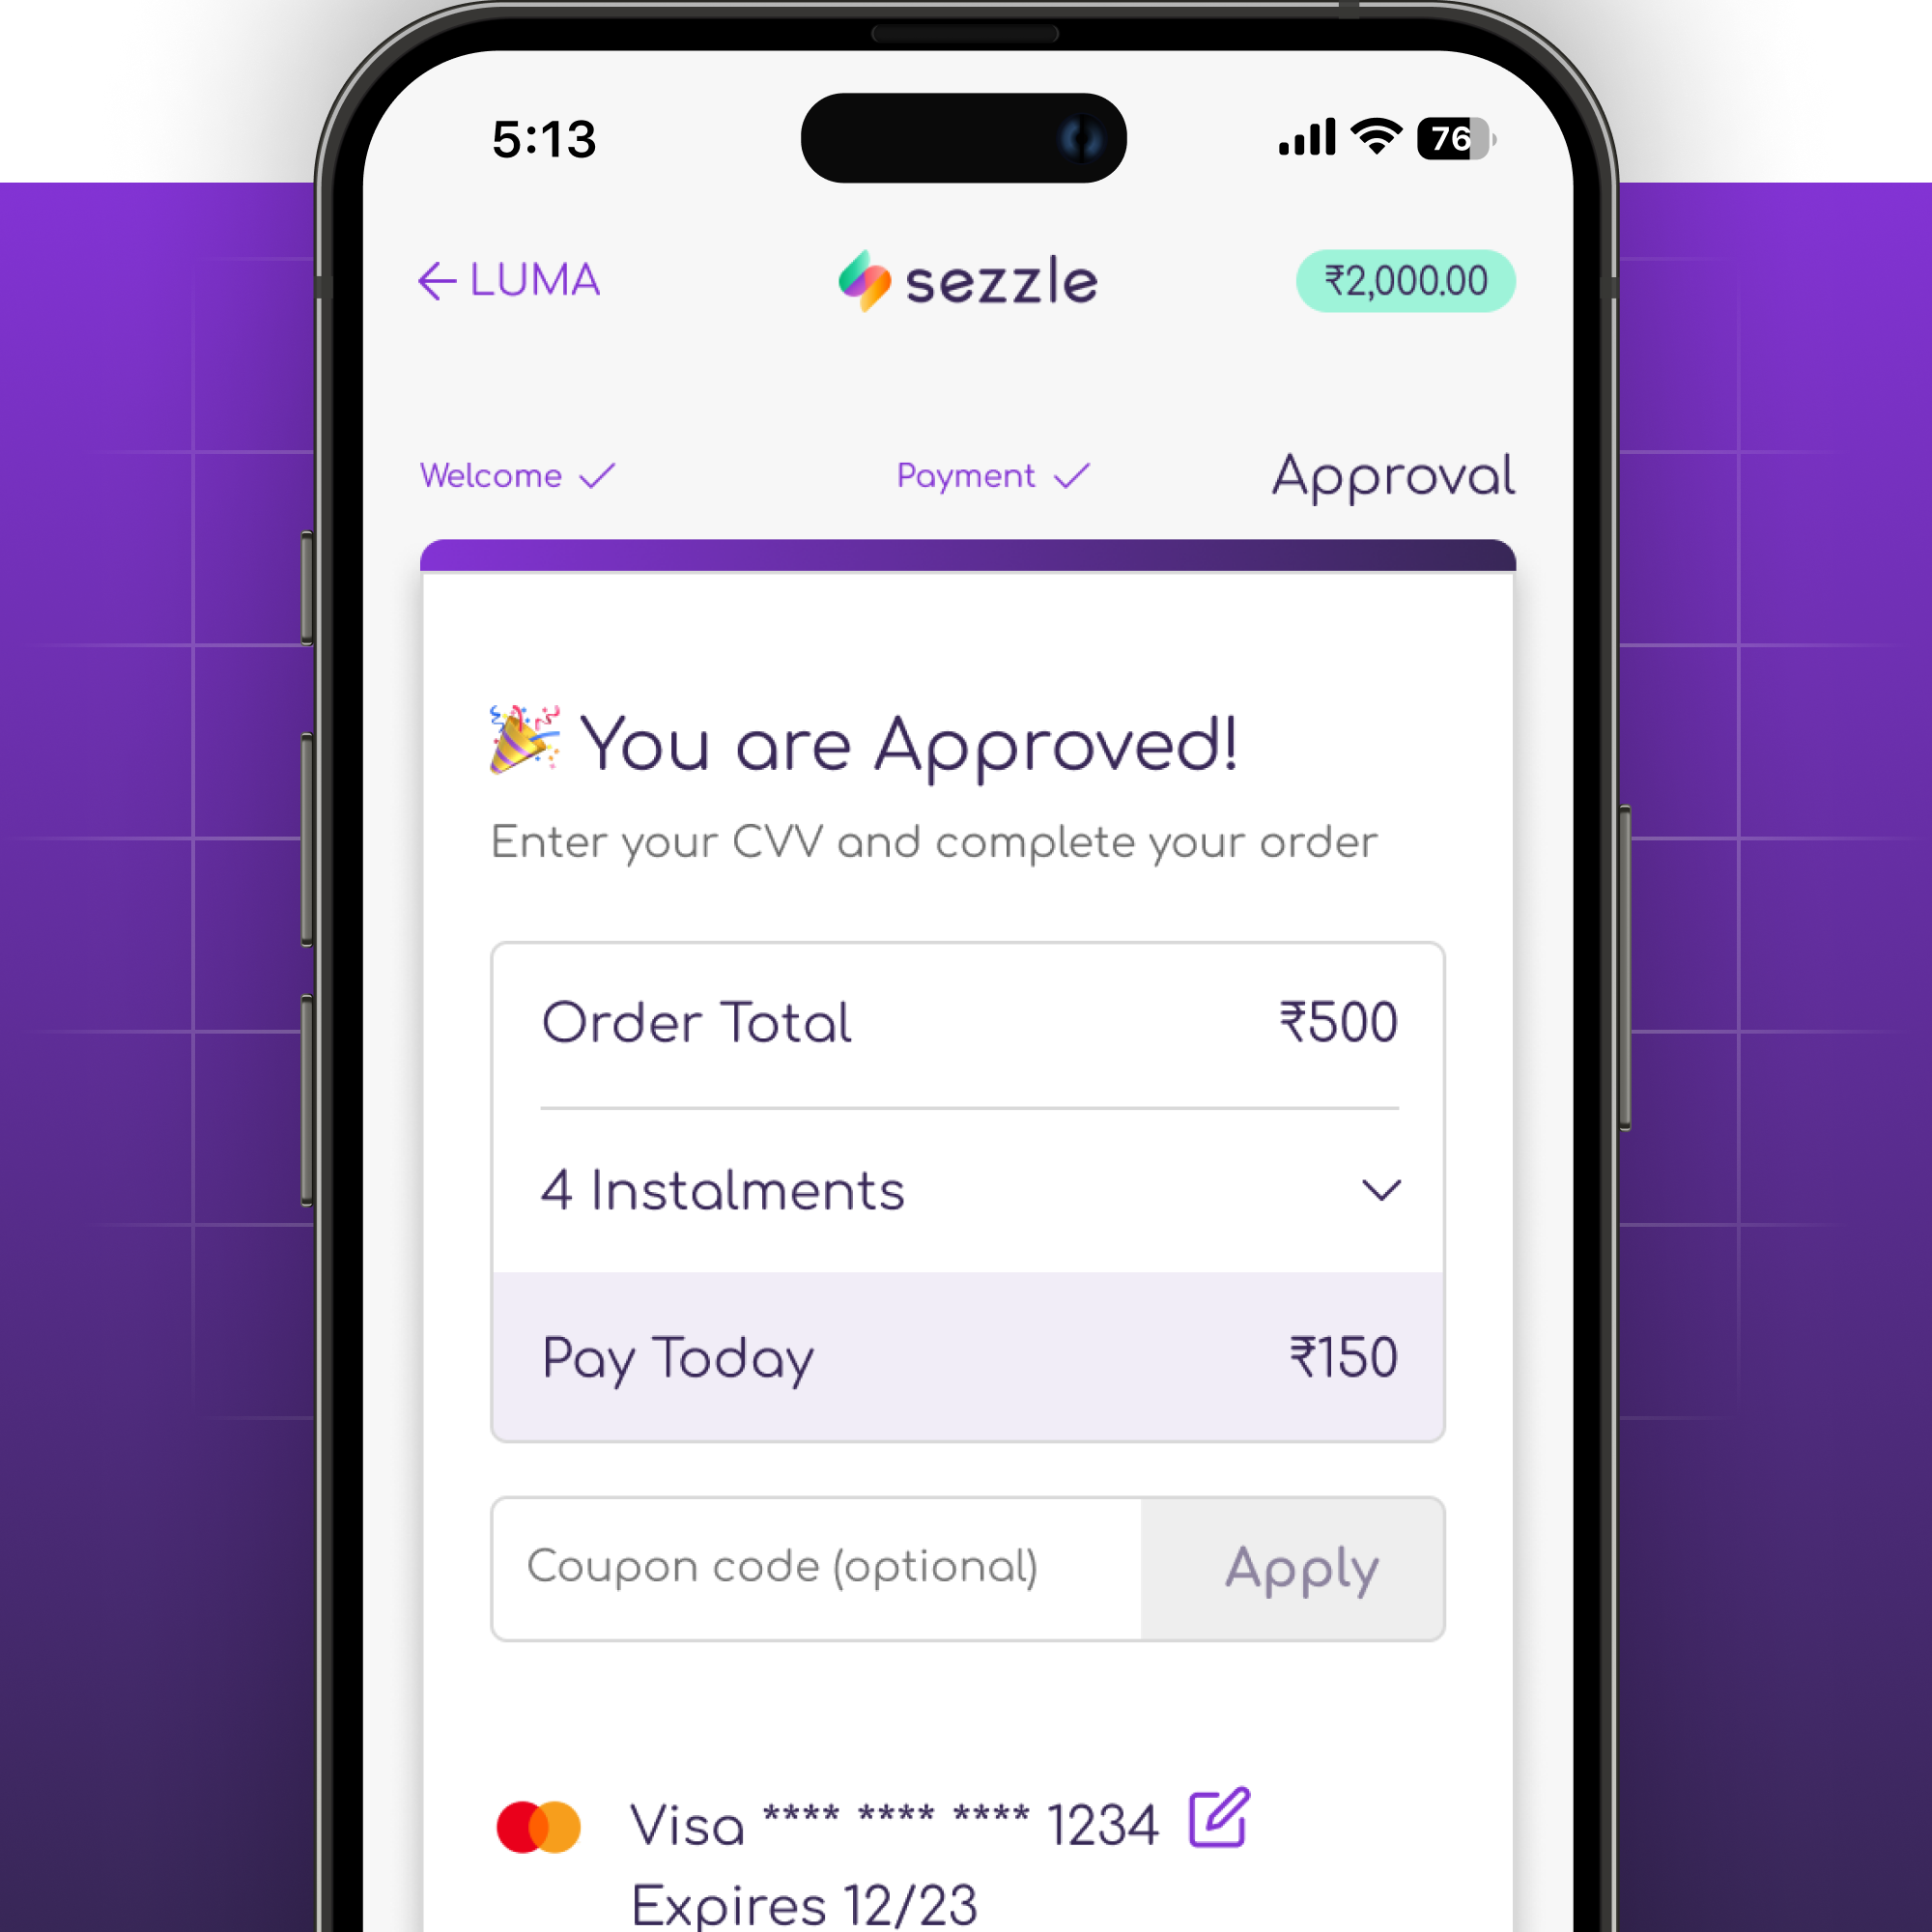 5:13
76
← LUMA
sezzle
₹2,000.00
Welcome ✓
Payment ✓
Approval
🎉 You are Approved!
Enter your CVV and complete your order
Order Total ₹500
4 Instalments
Pay Today ₹150
Coupon code (optional) Apply
Visa **** **** **** 1234
Expires 12/23